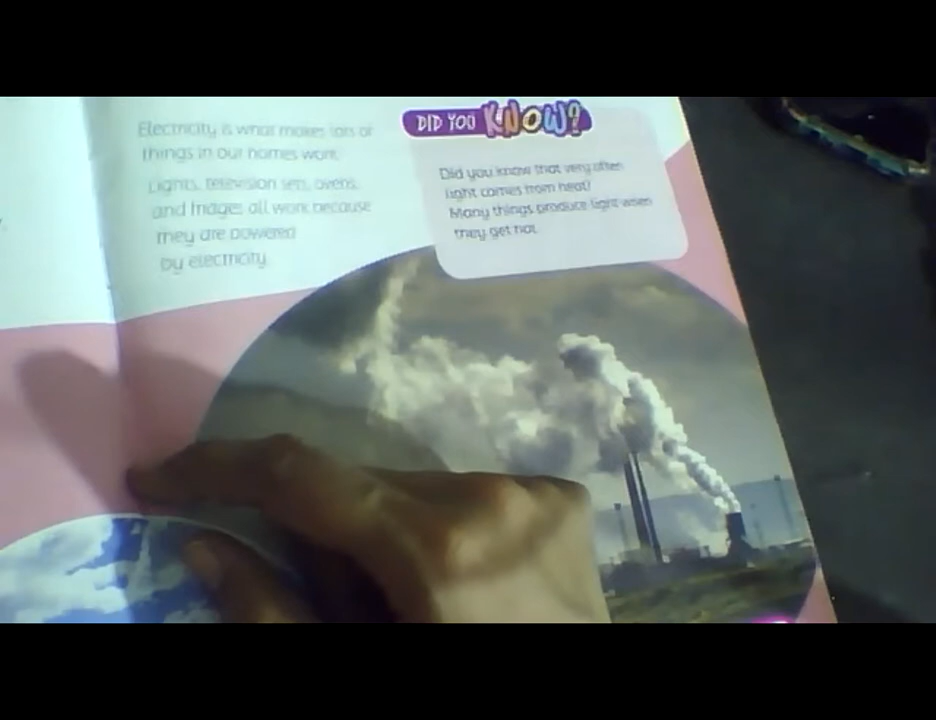 Electricity is what makes lots of
things in our homes work.
Lights, television sets, ovens,
and fridges all work because
they are powered
by electricity.
DID YOU KNOW?
Did you know that very often
light comes from heat?
Many things produce light when
they get hot.